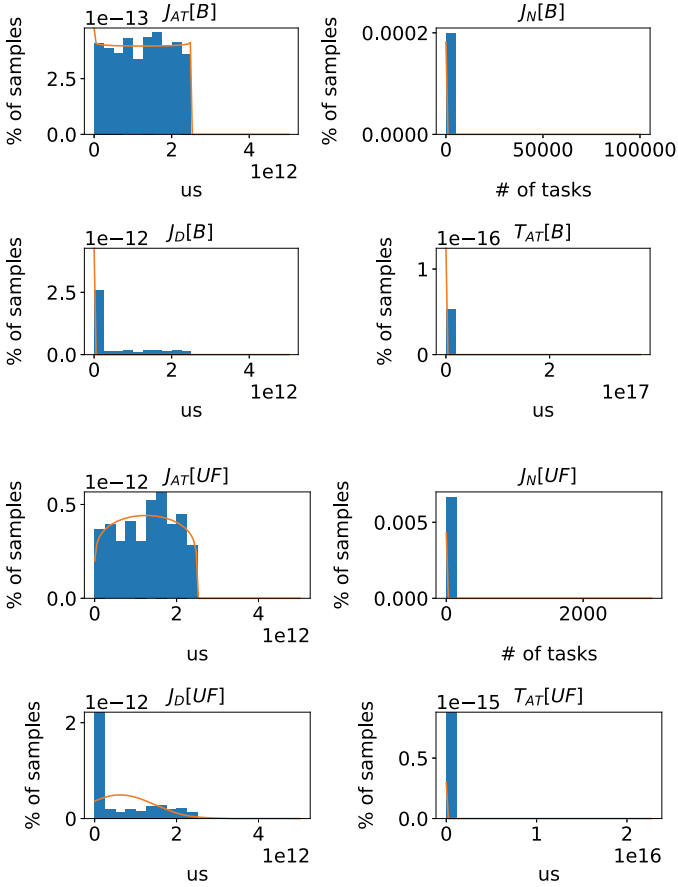 1e−13 J_AT[B]
% of samples
2.5
0.0
0 2 4
1e12
us
J_N[B]
% of samples
0.0002
0.0000
0 50000 100000
# of tasks
1e−12 J_D[B]
% of samples
2.5
0.0
0 2 4
1e12
us
1e−16 T_AT[B]
% of samples
1
0
0 2
1e17
us
1e−12 J_AT[UF]
% of samples
0.5
0.0
0 2 4
1e12
us
J_N[UF]
% of samples
0.005
0.000
0 2000
# of tasks
1e−12 J_D[UF]
% of samples
2
0
0 2 4
1e12
us
1e−15 T_AT[UF]
% of samples
0.5
0.0
0 1 2
1e16
us